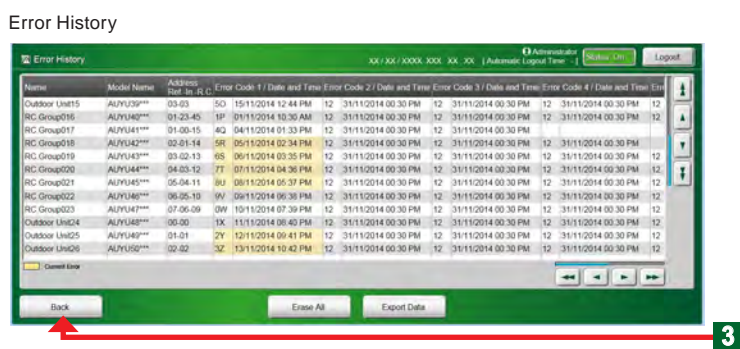 Error History
Error History XX / XX / XXXX XXX XX XX [ Automatic Logout Time - ] Administrator Status: On Logout
Name Model Name Address Ref.-In.-R.C. Error Code 1 / Date and Time Error Code 2 / Date and Time Error Code 3 / Date and Time Error Code 4 / Date and Time Err
Outdoor Unit15 AUYU39*** 03-03 5O 15/11/2014 12:44 PM 12 31/11/2014 00:30 PM 12 31/11/2014 00:30 PM 12 31/11/2014 00:30 PM 12
RC.Group016 AUYU40*** 01-23-45 1P 01/11/2014 10:30 AM 12 31/11/2014 00:30 PM 12 31/11/2014 00:30 PM 12 31/11/2014 00:30 PM 12
RC.Group017 AUYU41*** 01-00-15 4Q 04/11/2014 01:33 PM 12 31/11/2014 00:30 PM 12 31/11/2014 00:30 PM
RC.Group018 AUYU42*** 02-01-14 5R 05/11/2014 02:34 PM 12 31/11/2014 00:30 PM 12 31/11/2014 00:30 PM 12 31/11/2014 00:30 PM
RC.Group019 AUYU43*** 03-02-13 6S 06/11/2014 03:35 PM 12 31/11/2014 00:30 PM 12 31/11/2014 00:30 PM 12 31/11/2014 00:30 PM 12
RC.Group020 AUYU44*** 04-03-12 7T 07/11/2014 04:36 PM 12 31/11/2014 00:30 PM 12 31/11/2014 00:30 PM 12 31/11/2014 00:30 PM 12
RC.Group021 AUYU45*** 05-04-11 8U 08/11/2014 05:37 PM 12 31/11/2014 00:30 PM 12 31/11/2014 00:30 PM 12 31/11/2014 00:30 PM 12
RC.Group022 AUYU46*** 06-05-10 9V 09/11/2014 06:38 PM 12 31/11/2014 00:30 PM 12 31/11/2014 00:30 PM 12 31/11/2014 00:30 PM 12
RC.Group023 AUYU47*** 07-06-09 0W 10/11/2014 07:39 PM 12 31/11/2014 00:30 PM 12 31/11/2014 00:30 PM 12 31/11/2014 00:30 PM 12
Outdoor Unit24 AUYU48*** 00-00 1X 11/11/2014 08:40 PM 12 31/11/2014 00:30 PM 12 31/11/2014 00:30 PM 12 31/11/2014 00:30 PM 12
Outdoor Unit25 AUYU49*** 01-01 2Y 12/11/2014 09:41 PM 12 31/11/2014 00:30 PM 12 31/11/2014 00:30 PM 12 31/11/2014 00:30 PM 12
Outdoor Unit26 AUYU50*** 02-02 3Z 13/11/2014 10:42 PM 12 31/11/2014 00:30 PM 12 31/11/2014 00:30 PM 12 31/11/2014 00:30 PM 12
Current Error
Back Erase All Export Data
3